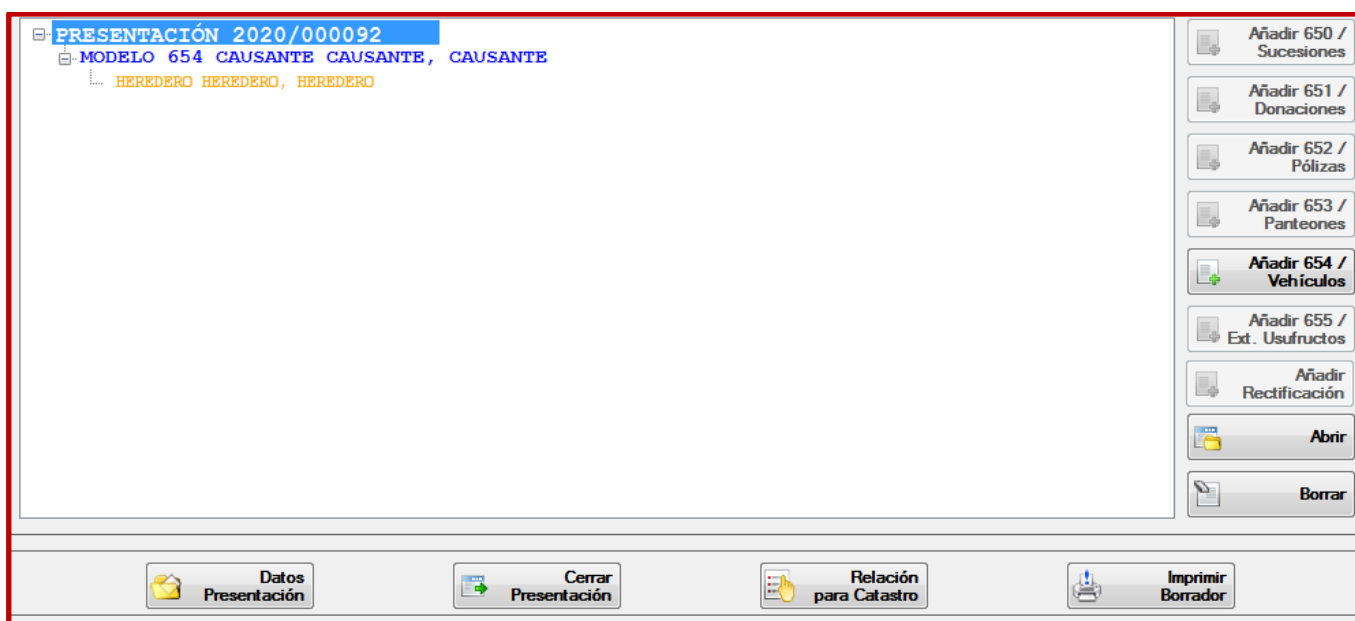 PRESENTACIÓN 2020/000092
MODELO 654 CAUSANTE CAUSANTE, CAUSANTE
HEREDERO HEREDERO, HEREDERO
Añadir 650 /
Sucesiones
Añadir 651 /
Donaciones
Añadir 652 /
Pólizas
Añadir 653 /
Panteones
Añadir 654 /
Vehículos
Añadir 655 /
Ext. Usufructos
Añadir
Rectificación
Abrir
Borrar
Datos
Presentación
Cerrar
Presentación
Relación
para Catastro
Imprimir
Borrador